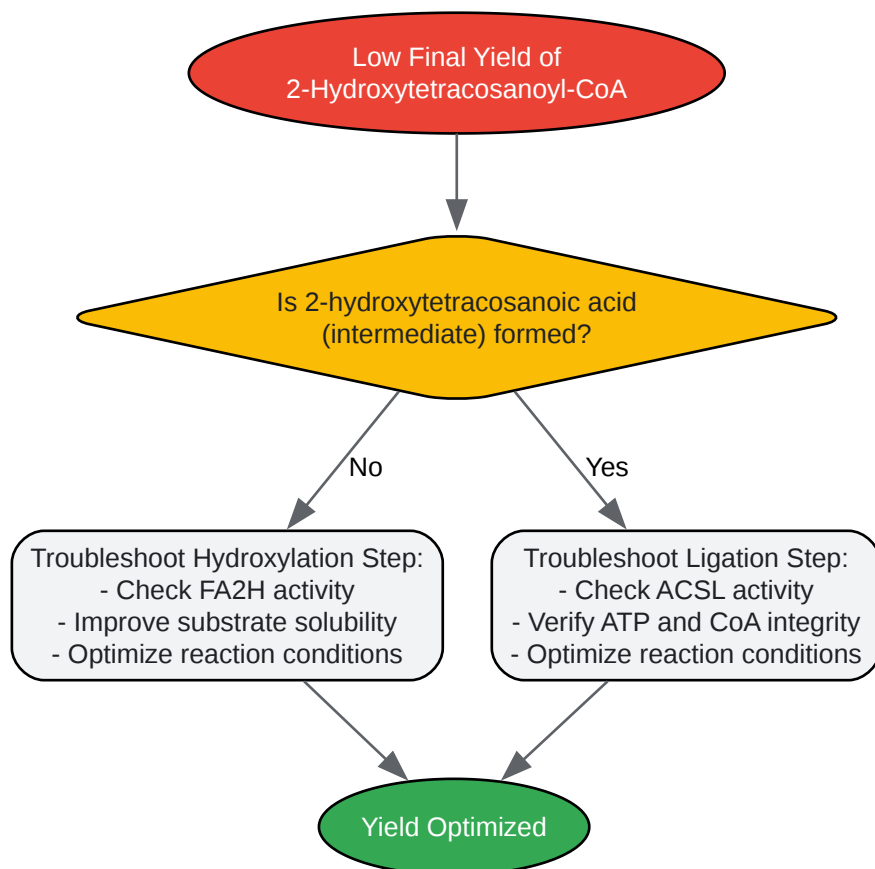 Low Final Yield of
2-Hydroxytetracosanoyl-CoA
Is 2-hydroxytetracosanoic acid
(intermediate) formed?
No
Yes
Troubleshoot Hydroxylation Step:
- Check FA2H activity
- Improve substrate solubility
- Optimize reaction conditions
Troubleshoot Ligation Step:
- Check ACSL activity
- Verify ATP and CoA integrity
- Optimize reaction conditions
Yield Optimized